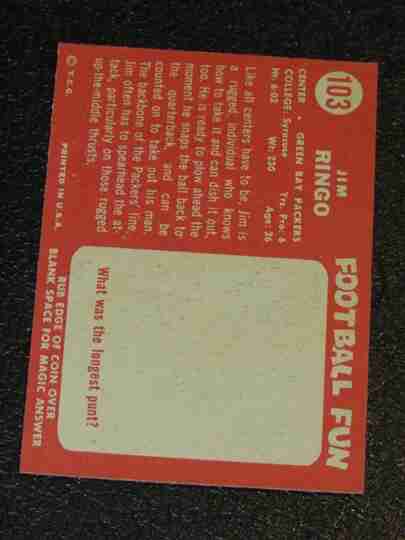 103
JIM
RINGO
CENTER • GREEN BAY PACKERS
COLLEGE: Syracuse Yrs. Pro: 6
Ht: 6-02 Wt: 230 Age: 26
Like all centers have to be, Jim is
a rugged individual who knows
how to take it and can dish it out,
too. He is ready to plow ahead the
moment he snaps the ball back to
the quarterback, and can be
counted on to take out his man.
The backbone of the Packers' line,
Jim often has to spearhead the at-
tack, particularly on those rugged
up-the-middle thrusts.
© T.C.G. PRINTED IN U.S.A.
FOOTBALL FUN
What was the longest punt?
RUB EDGE OF COIN OVER
BLANK SPACE FOR MAGIC ANSWER